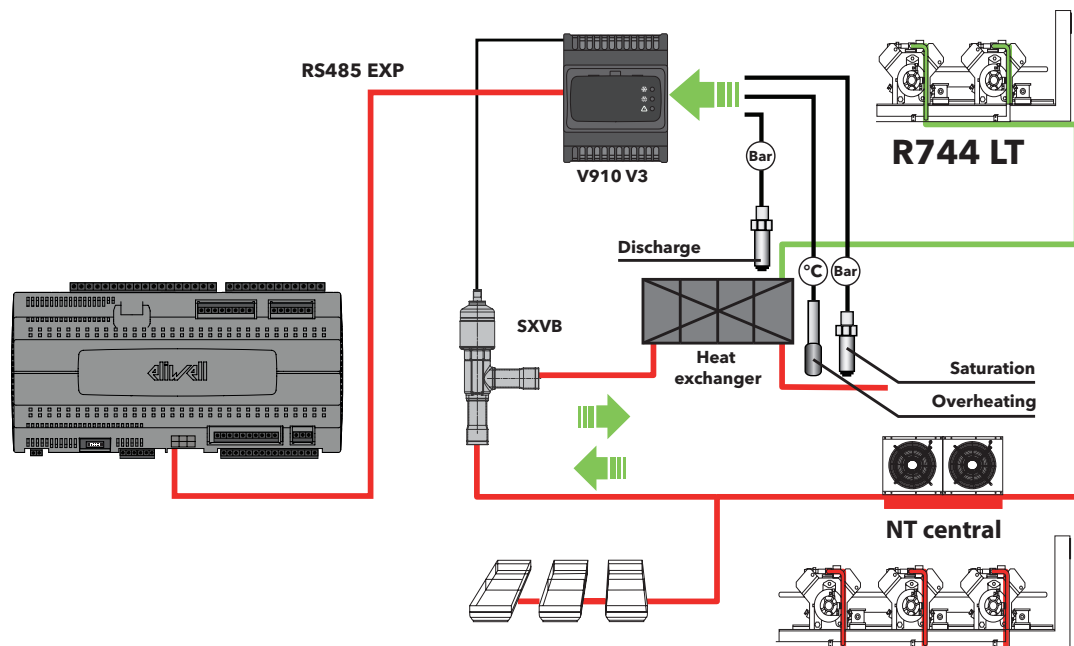 RS485 EXP
V910 V3
R744 LT
Bar
Discharge
°C
Bar
SXVB
Heat
exchanger
Saturation
Overheating
eliwell
NT central